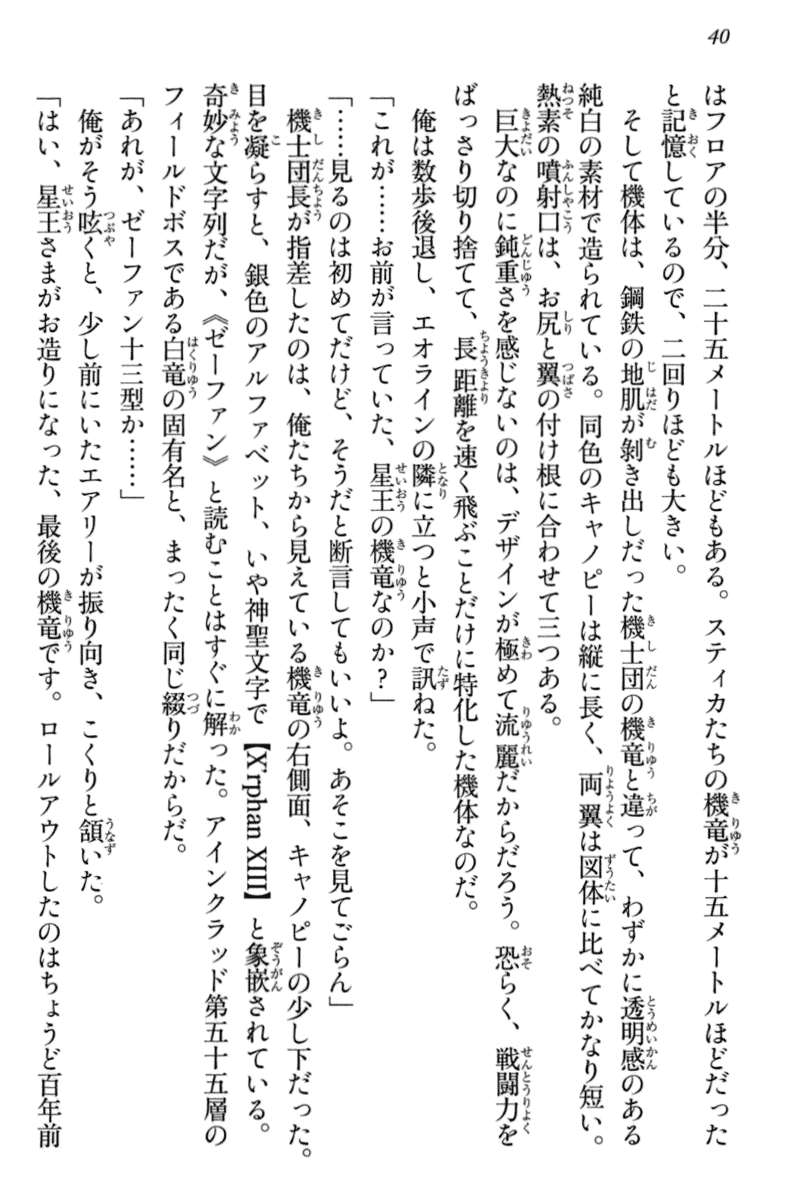 40
はフロアの半分、二十五メートルほどもある。スティカたちの機竜が十五メートルほどだった
と記憶しているので、二回りほども大きい。
そして機体は、鋼鉄の地肌が剝き出しだった機士団の機竜と違って、わずかに透明感のある
純白の素材で造られている。同色のキャノピーは縦に長く、両翼は図体に比べてかなり短い。
熱素の噴射口は、お尻と翼の付け根に合わせて三つある。
巨大なのに鈍重さを感じないのは、デザインが極めて流麗だからだろう。恐らく、戦闘力を
ばっさり切り捨てて、長距離を速く飛ぶことだけに特化した機体なのだ。
俺は数歩後退し、エオラインの隣に立つと小声で訊ねた。
「これが……お前が言っていた、星王の機竜なのか?」
「……見るのは初めてだけど、そうだと断言してもいいよ。あそこを見てごらん」
機士団長が指差したのは、俺たちから見えている機竜の右側面、キャノピーの少し下だった。
目を凝らすと、銀色のアルファベット、いや神聖文字で【X'rphan XIII】と象嵌されている。
奇妙な文字列だが、《ゼーファン》と読むことはすぐに解った。アインクラッド第五十五層の
フィールドボスである白竜の固有名と、まったく同じ綴りだからだ。
「あれが、ゼーファン十三型か……」
俺がそう呟くと、少し前にいたエアリーが振り向き、こくりと頷いた。
「はい、星王さまがお造りになった、最後の機竜です。ロールアウトしたのはちょうど百年前